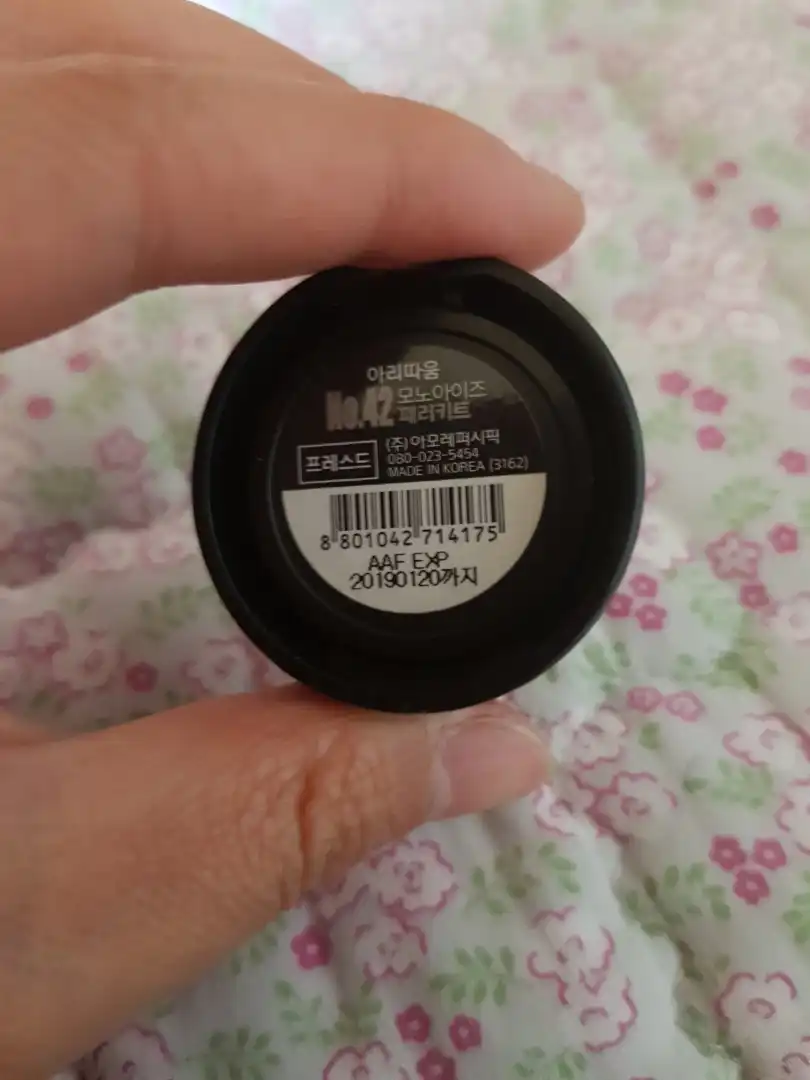 아리따움
No.42 모노아이즈
패러키트
프레스드
(주)아모레퍼시픽
080-023-5454
MADE IN KOREA (3162)
8 801042 714175
AAF EXP
20190120까지